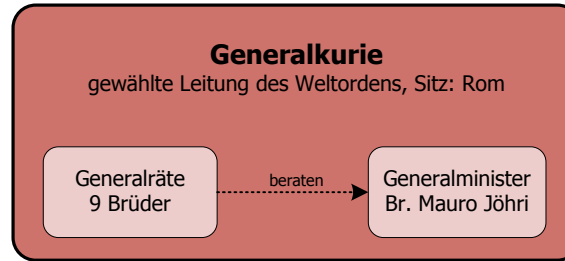 Generalkurie
gewählte Leitung des Weltordens, Sitz: Rom
Generalräte
9 Brüder
beraten
Generalminister
Br. Mauro Jöhri